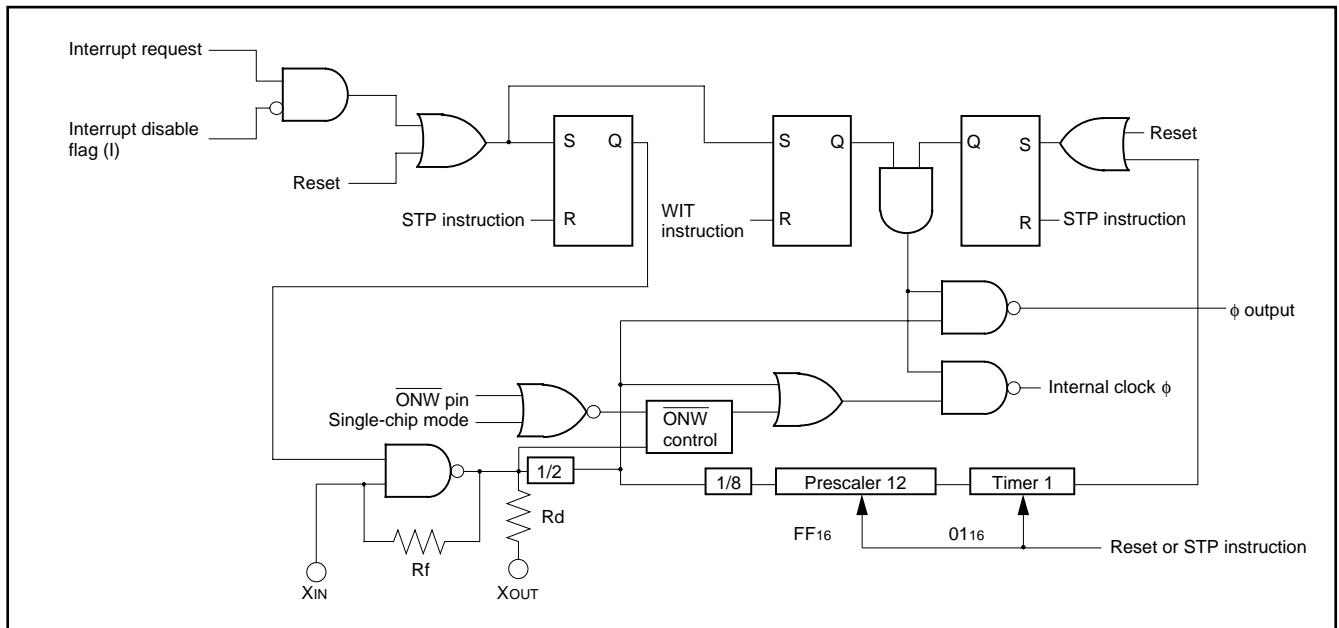 Interrupt request
Interrupt disable
flag (I)
Reset
S Q
STP instruction
R
WIT
instruction
S Q
R
Q S
R
Reset
STP instruction
ϕ output
Internal clock ϕ
O̅N̅W̅ pin
Single-chip mode
O̅N̅W̅
control
1/2
1/8
Prescaler 12
Timer 1
Rd
FF16
0116
Reset or STP instruction
Rf
XIN
XOUT